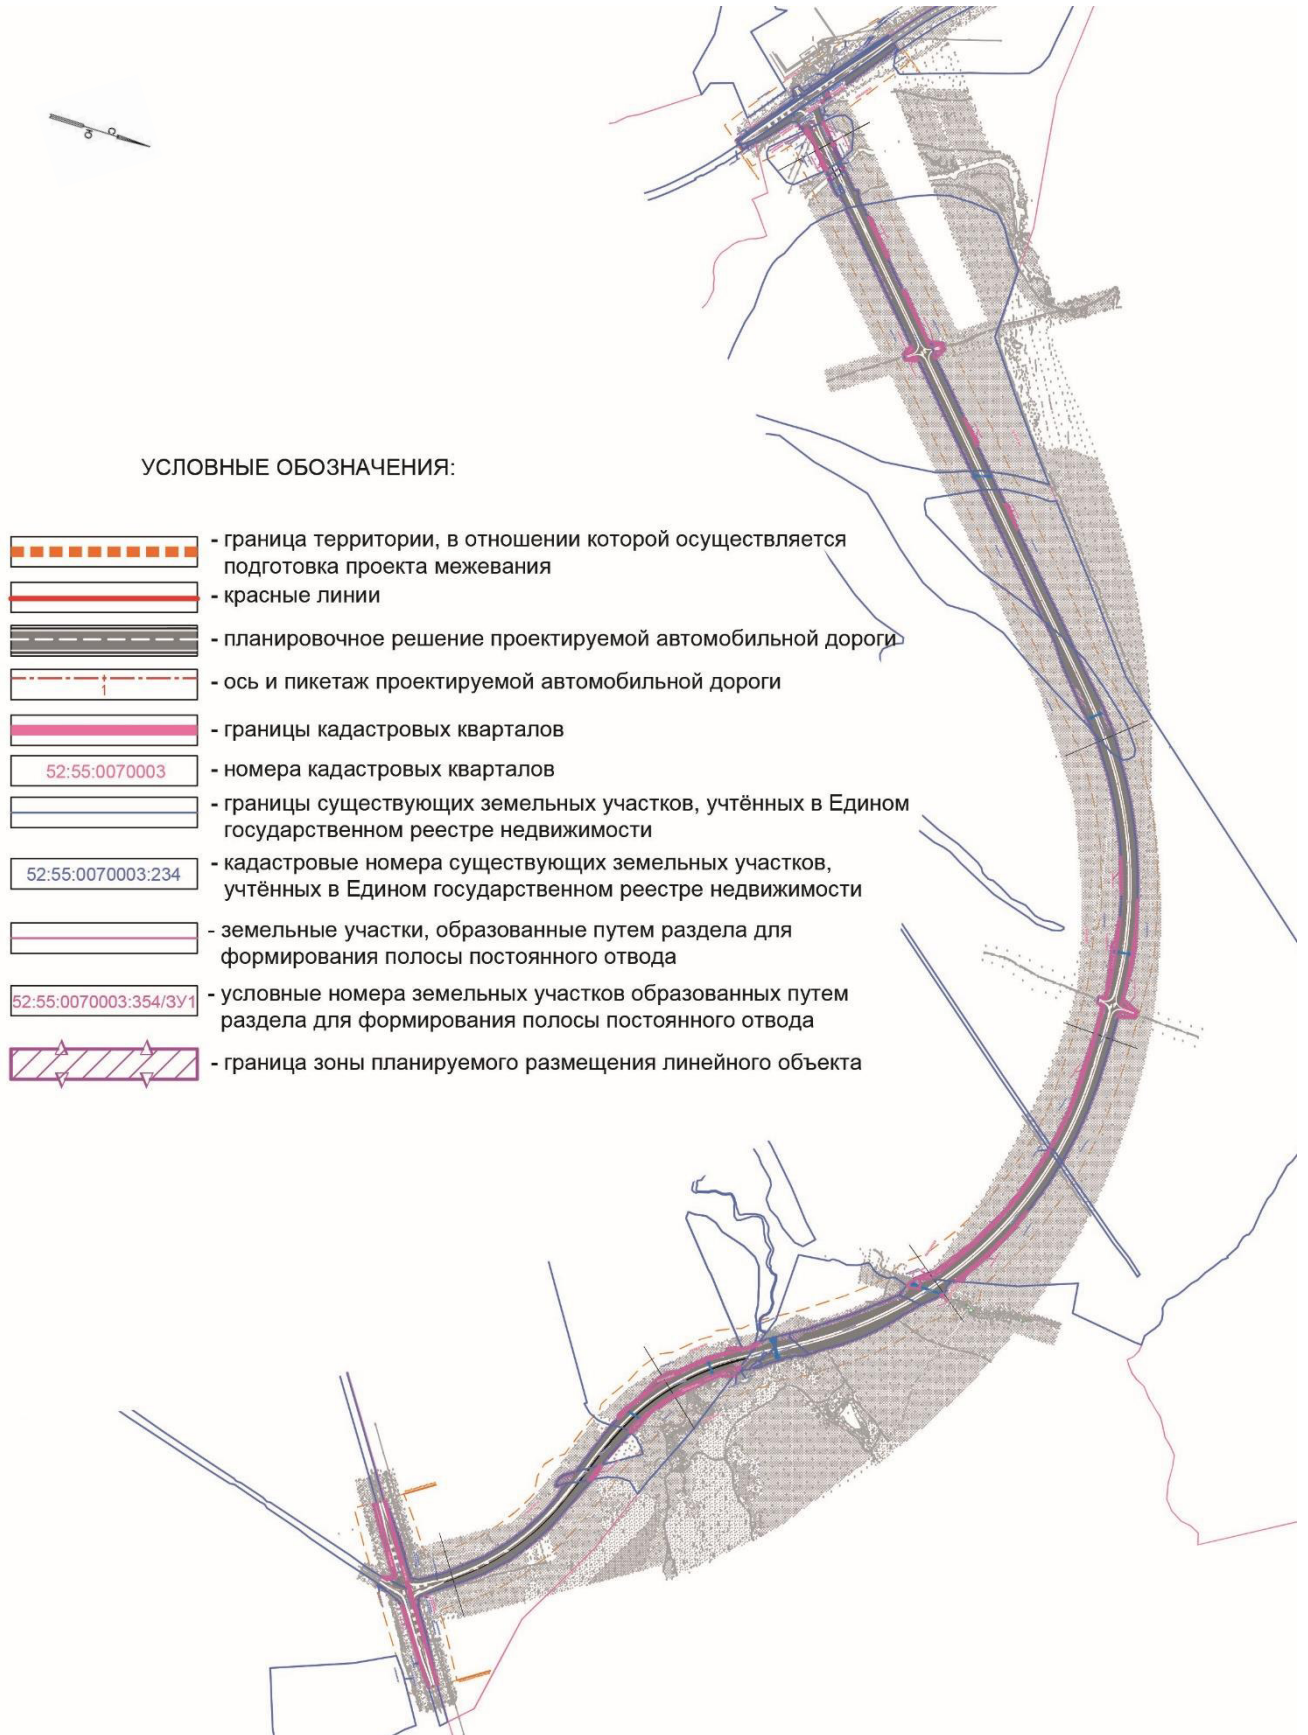 УСЛОВНЫЕ ОБОЗНАЧЕНИЯ:
- граница территории, в отношении которой осуществляется
подготовка проекта межевания
- красные линии
- планировочное решение проектируемой автомобильной дороги
1
- ось и пикетаж проектируемой автомобильной дороги
- границы кадастровых кварталов
52:55:0070003
- номера кадастровых кварталов
- границы существующих земельных участков, учтённых в Едином
государственном реестре недвижимости
52:55:0070003:234
- кадастровые номера существующих земельных участков,
учтённых в Едином государственном реестре недвижимости
- земельные участки, образованные путем раздела для
формирования полосы постоянного отвода
52:55:0070003:354/ЗУ1
- условные номера земельных участков образованных путем
раздела для формирования полосы постоянного отвода
- граница зоны планируемого размещения линейного объекта